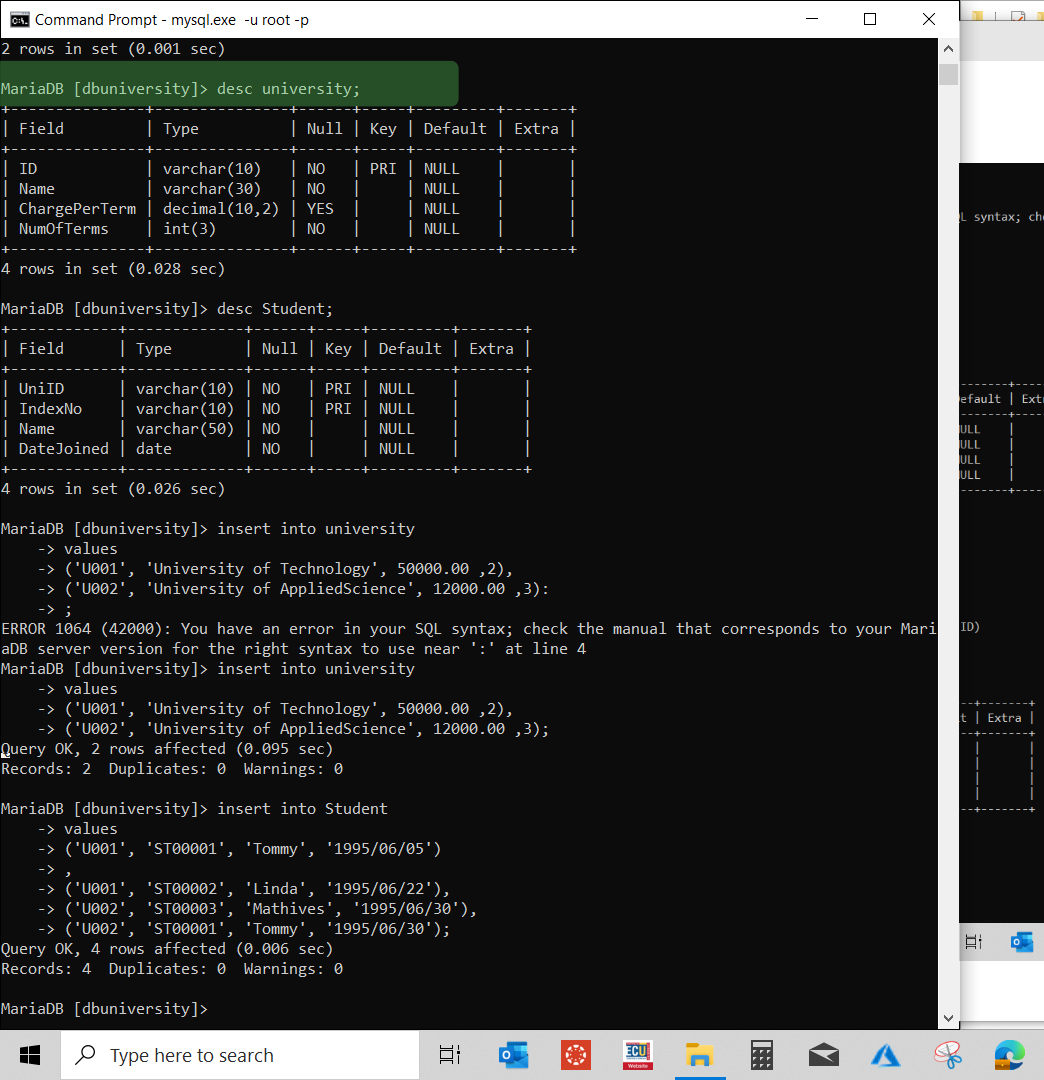 Command Prompt - mysql.exe  -u root -p
2 rows in set (0.001 sec)
MariaDB [dbuniversity]> desc university;
+--------------+---------------+------+-----+---------+-------+
| Field        | Type          | Null | Key | Default | Extra |
+--------------+---------------+------+-----+---------+-------+
| ID           | varchar(10)   | NO   | PRI | NULL    |       |
| Name         | varchar(30)   | NO   |     | NULL    |       |
| ChargePerTerm | decimal(10,2) | YES  |     | NULL    |       |
| NumOfTerms   | int(3)        | NO   |     | NULL    |       |
+--------------+---------------+------+-----+---------+-------+
4 rows in set (0.028 sec)
MariaDB [dbuniversity]> desc Student;
+------------+-------------+------+-----+---------+-------+
| Field      | Type        | Null | Key | Default | Extra |
+------------+-------------+------+-----+---------+-------+
| UniID      | varchar(10) | NO   | PRI | NULL    |       |
| IndexNo    | varchar(10) | NO   | PRI | NULL    |       |
| Name       | varchar(50) | NO   |     | NULL    |       |
| DateJoined | date        | NO   |     | NULL    |       |
+------------+-------------+------+-----+---------+-------+
4 rows in set (0.026 sec)
MariaDB [dbuniversity]> insert into university
    -> values
    -> ('U001', 'University of Technology', 50000.00 ,2),
    -> ('U002', 'University of AppliedScience', 12000.00 ,3):
    -> ;
ERROR 1064 (42000): You have an error in your SQL syntax; check the manual that corresponds to your Mari
aDB server version for the right syntax to use near ':' at line 4
MariaDB [dbuniversity]> insert into university
    -> values
    -> ('U001', 'University of Technology', 50000.00 ,2),
    -> ('U002', 'University of AppliedScience', 12000.00 ,3);
Query OK, 2 rows affected (0.095 sec)
Records: 2  Duplicates: 0  Warnings: 0
MariaDB [dbuniversity]> insert into Student
    -> values
    -> ('U001', 'ST00001', 'Tommy', '1995/06/05')
    -> ,
    -> ('U001', 'ST00002', 'Linda', '1995/06/22'),
    -> ('U002', 'ST00003', 'Mathives', '1995/06/30'),
    -> ('U002', 'ST00001', 'Tommy', '1995/06/30');
Query OK, 4 rows affected (0.006 sec)
Records: 4  Duplicates: 0  Warnings: 0
MariaDB [dbuniversity]>
syntax;
| Extra |
Type here to search
ECU
Website